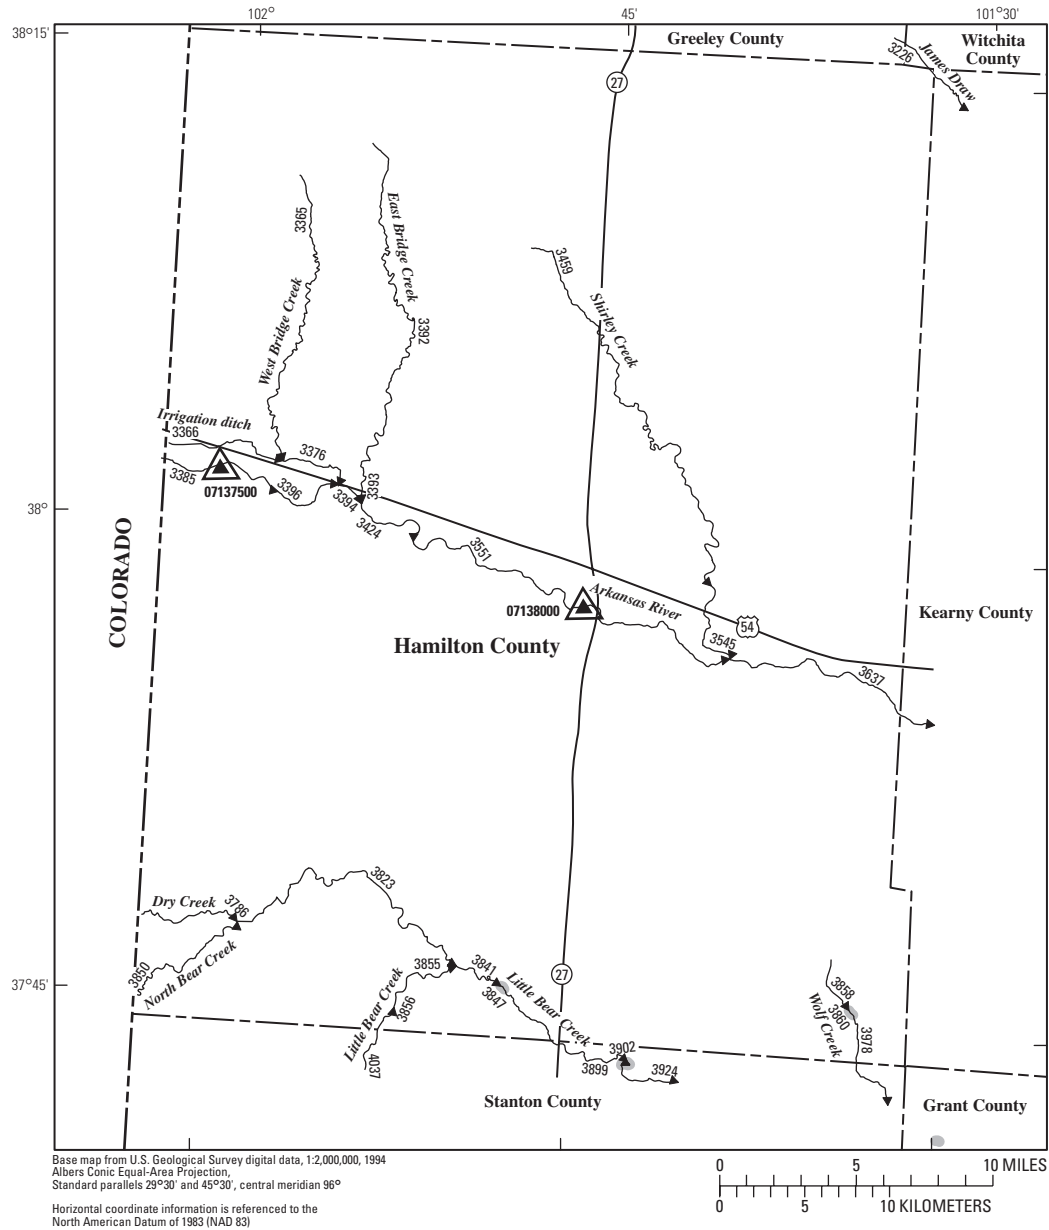 102°
45'
101°30'
38°15'
Greeley County
Witchita
County
3226
James Draw
27
3365
East Bridge Creek
3459
West Bridge Creek
3392
Shirley Creek
Irrigation ditch
3366
3376
3385
07137500
3396
3394
3393
3424
38°
3551
COLORADO
07138000
Arkansas River
54
Kearny County
Hamilton County
3545
3637
Dry Creek
3786
3823
3850
North Bear Creek
3855
3841
Little Bear Creek
3847
Little Bear Creek
3856
4037
37°45'
27
3858
3860
Wolf Creek
3978
3902
3899
3924
Stanton County
Grant County
Base map from U.S. Geological Survey digital data, 1:2,000,000, 1994
Albers Conic Equal-Area Projection,
Standard parallels 29°30' and 45°30', central meridian 96°
Horizontal coordinate information is referenced to the
North American Datum of 1983 (NAD 83)
0 5 10 MILES
0 5 10 KILOMETERS